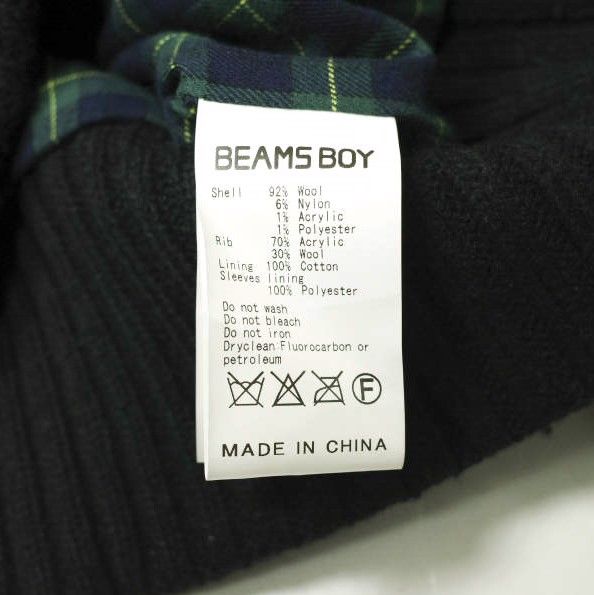 BEAMS BOY
Shell 92% Wool
6% Nylon
1% Acrylic
1% Polyester
Rib 70% Acrylic
30% Wool
Lining 100% Cotton
Sleeves lining
100% Polyester
Do not wash
Do not bleach
Do not iron
Dryclean:Fluorocarbon or
petroleum
F
MADE IN CHINA